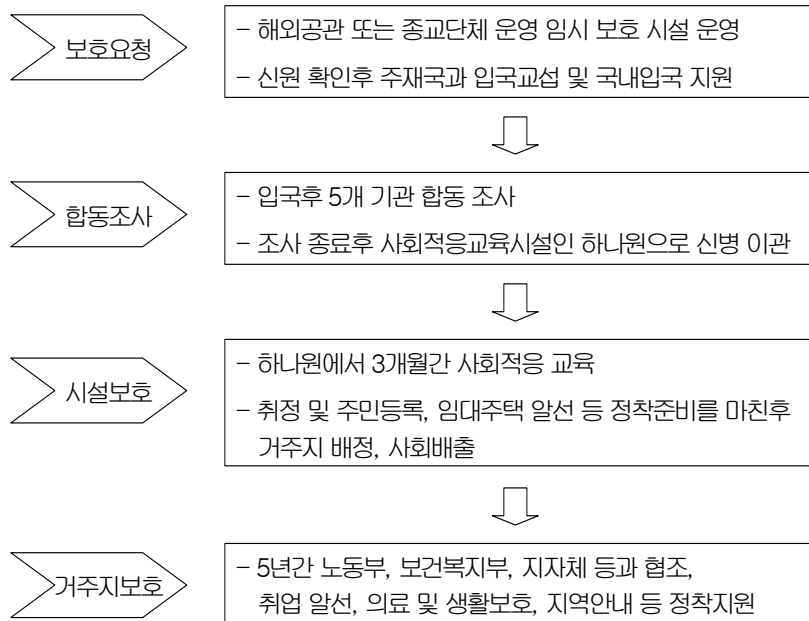 보호요청
– 해외공관 또는 종교단체 운영 임시 보호 시설 운영
– 신원 확인후 주재국과 입국교섭 및 국내입국 지원
합동조사
– 입국후 5개 기관 합동 조사
– 조사 종료후 사회적응교육시설인 하나원으로 신병 이관
시설보호
– 하나원에서 3개월간 사회적응 교육
– 취정 및 주민등록, 임대주택 알선 등 정착준비를 마친후
거주지 배정, 사회배출
거주지보호
– 5년간 노동부, 보건복지부, 지자체 등과 협조,
취업 알선, 의료 및 생활보호, 지역안내 등 정착지원